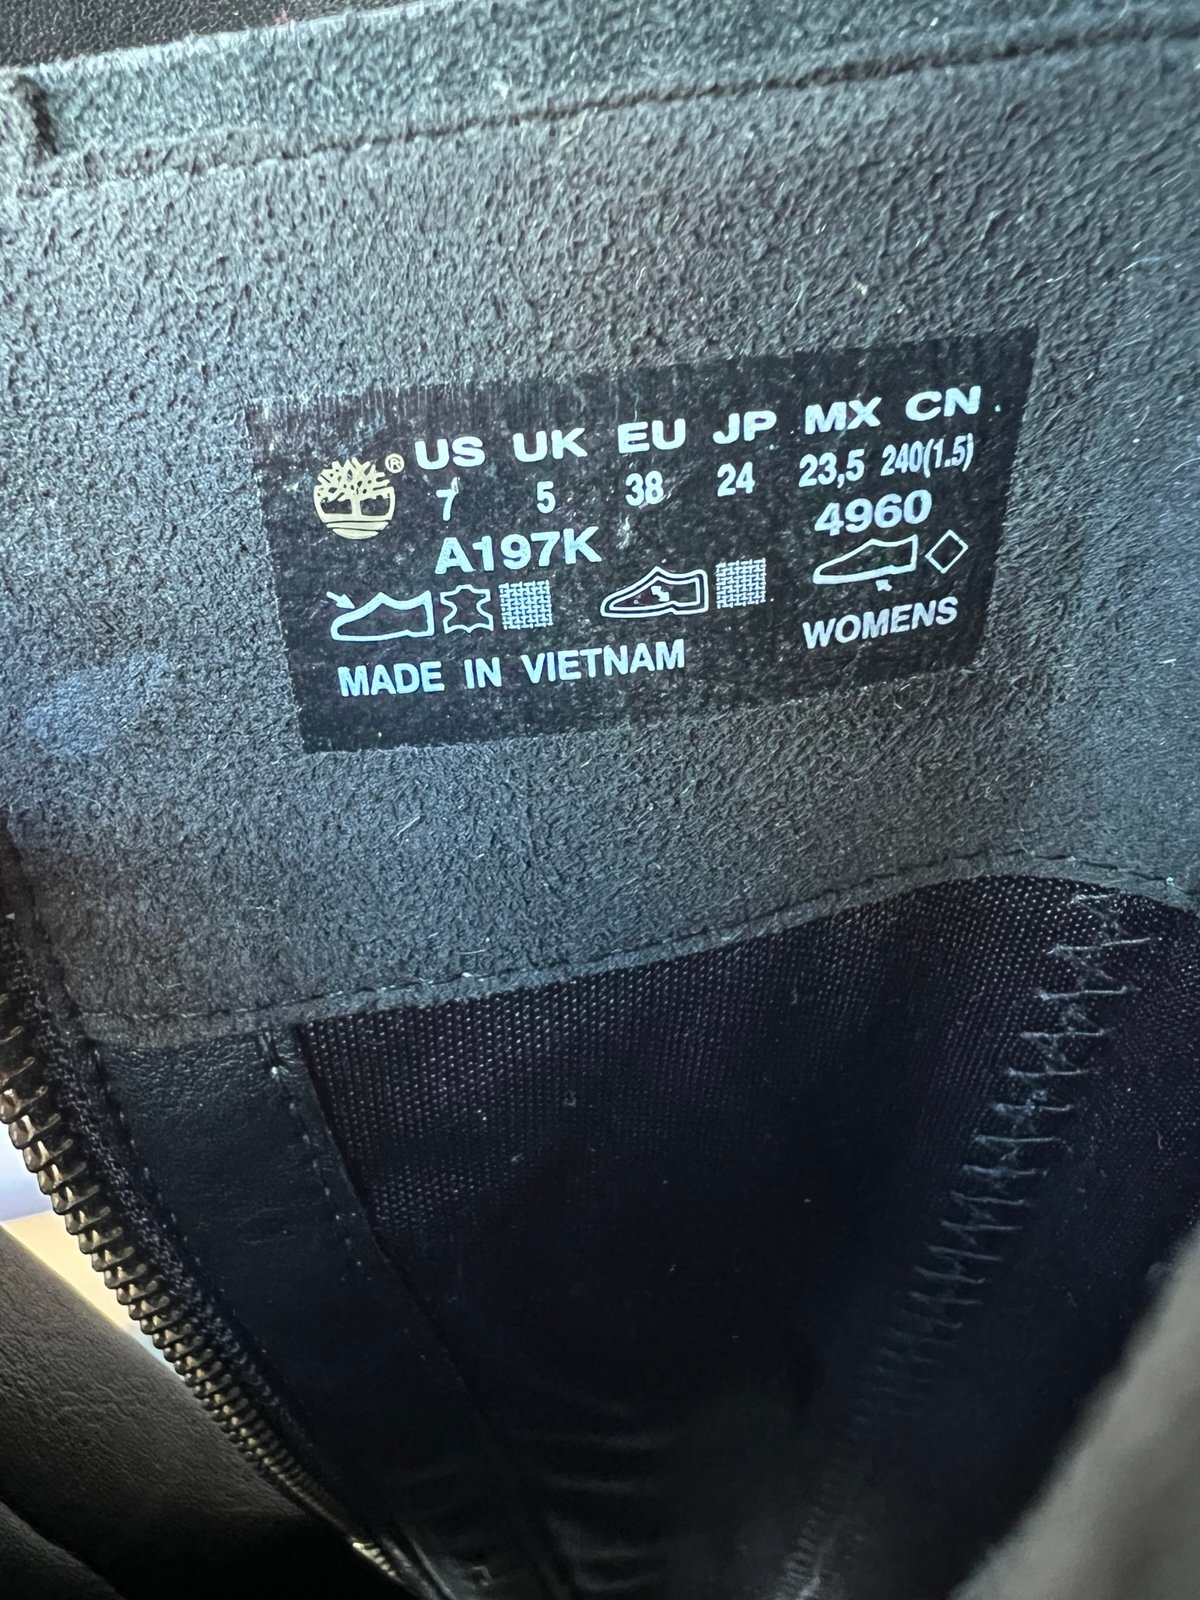 ® US UK EU JP MX CN
7 5 38 24 23,5 240(1.5)
A197K 4960
MADE IN VIETNAM WOMENS